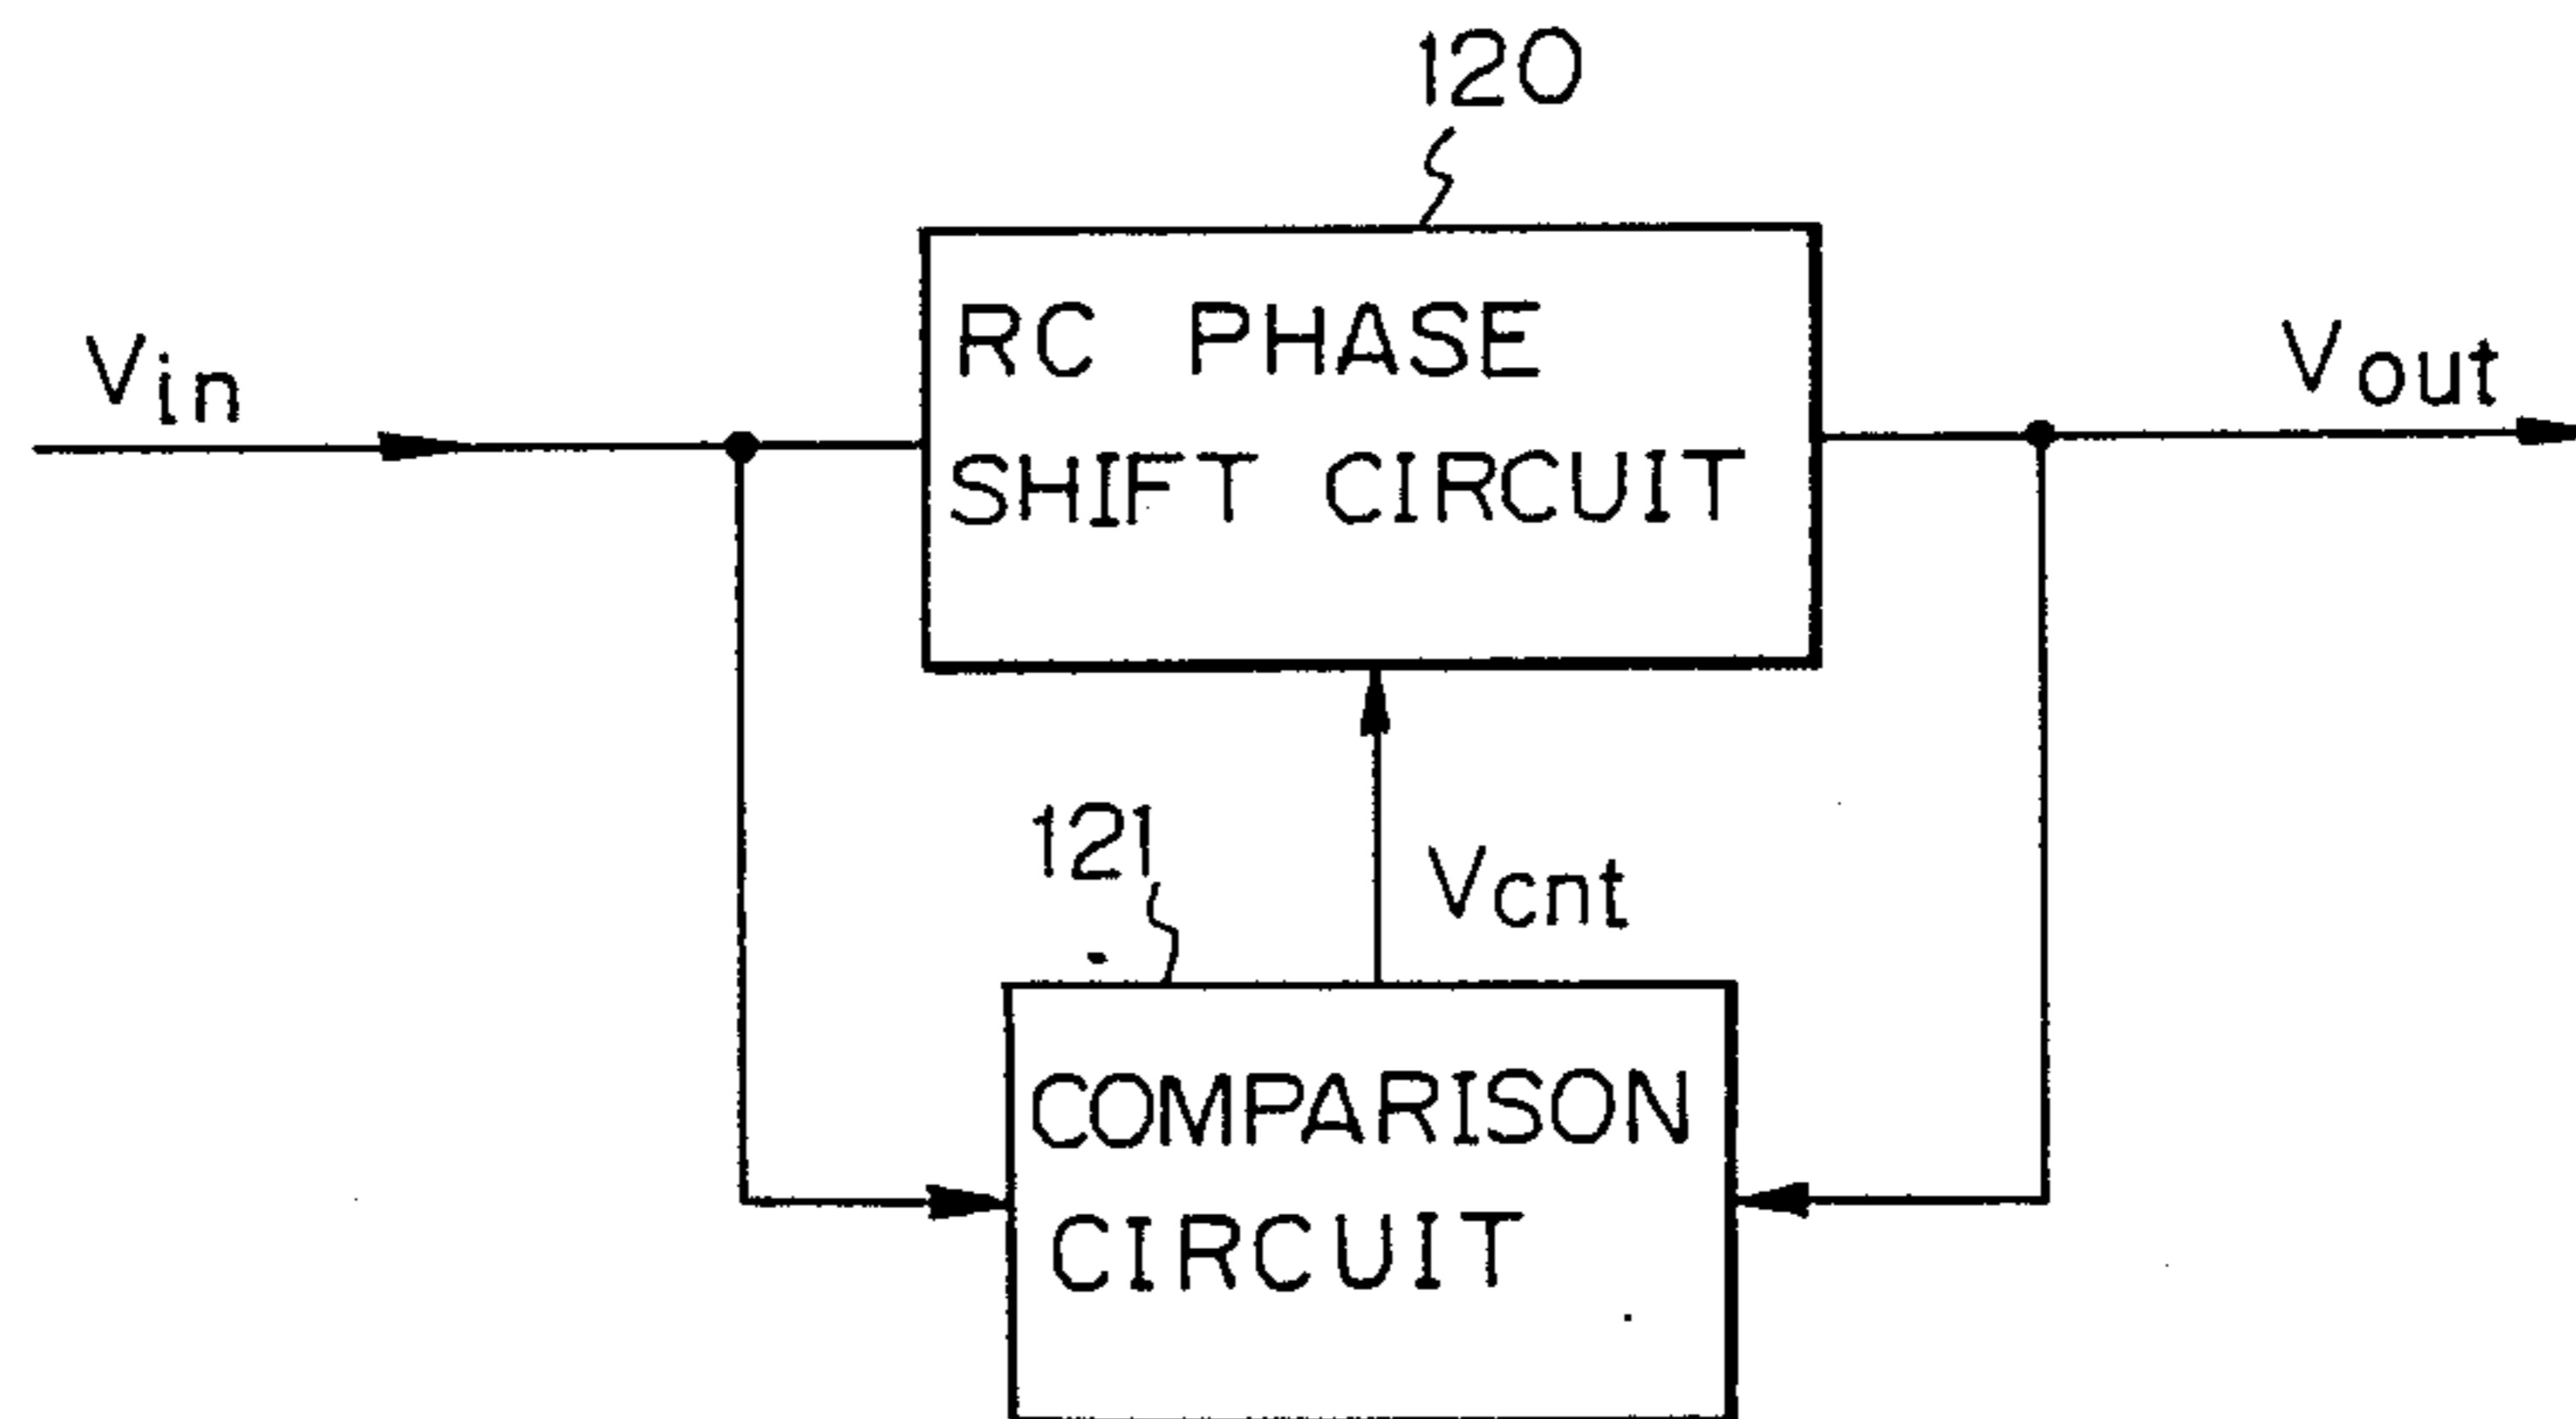 120
RC PHASE
SHIFT CIRCUIT
Vin
Vout
121
Vcnt
COMPARISON
CIRCUIT